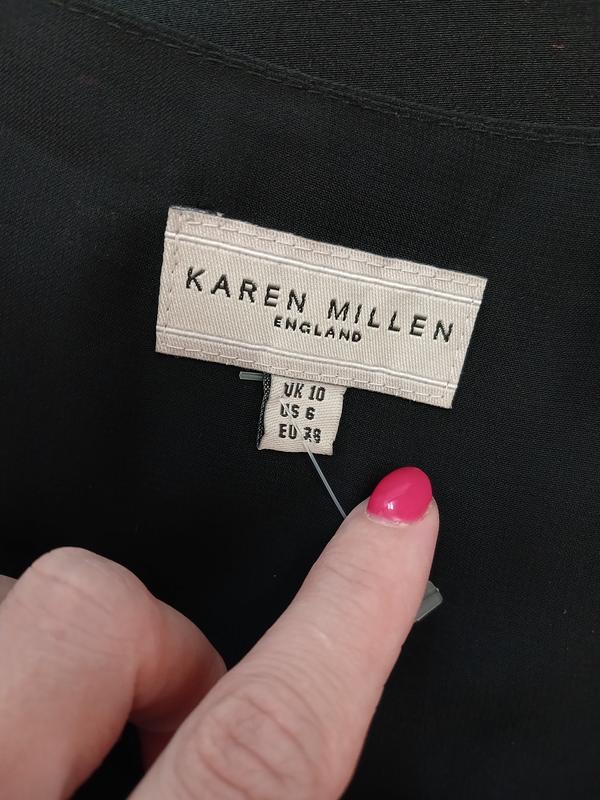 KAREN MILLEN
ENGLAND
UK 10
US 6
EU 38